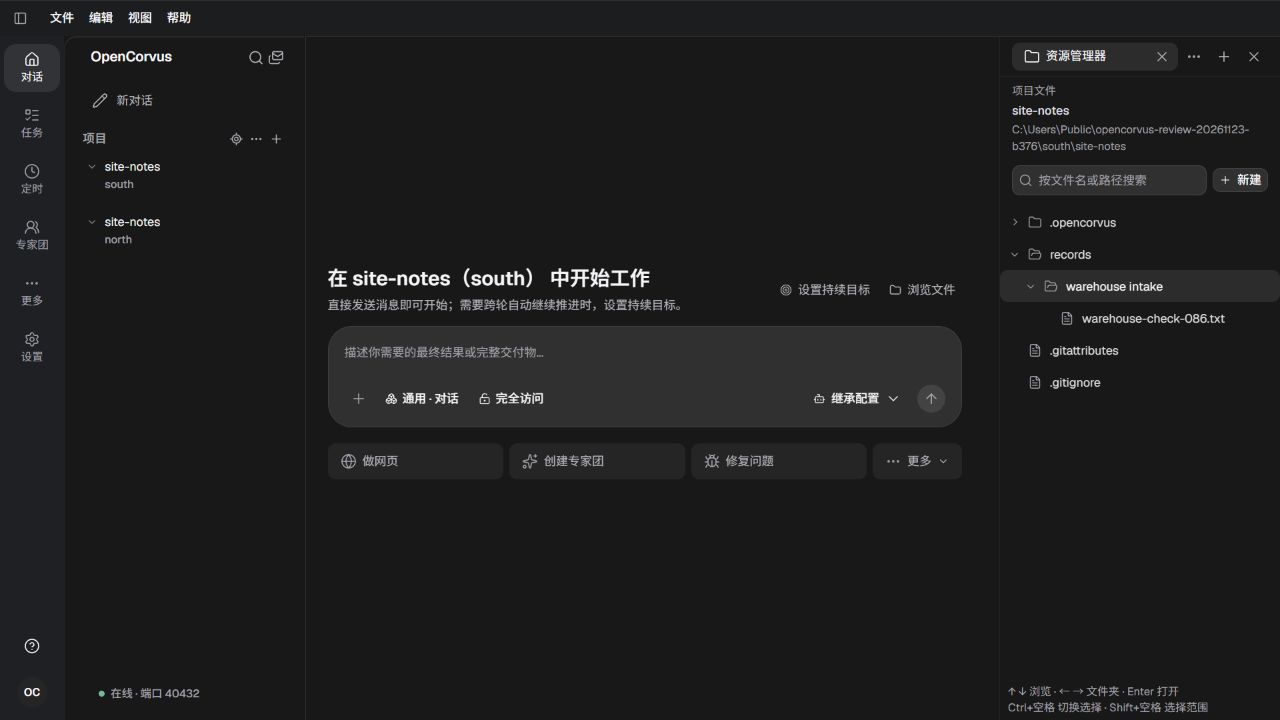 文件 编辑 视图 帮助
对话
任务
定时
专家团
更多
设置
OC
OpenCorvus
新对话
项目
site-notes
south
site-notes
north
在线 · 端口 40432
在 site-notes（south） 中开始工作
直接发送消息即可开始；需要跨轮自动继续推进时，设置持续目标。
设置持续目标 浏览文件
描述你需要的最终结果或完整交付物...
通用 · 对话 完全访问 继承配置
做网页 创建专家团 修复问题 更多
资源管理器
项目文件
site-notes
C:\Users\Public\opencorvus-review-20261123-
b376\south\site-notes
按文件名或路径搜索 新建
.opencorvus
records
warehouse intake
warehouse-check-086.txt
.gitattributes
.gitignore
↑↓ 浏览 · ←→ 文件夹 · Enter 打开
Ctrl+空格 切换选择 · Shift+空格 选择范围